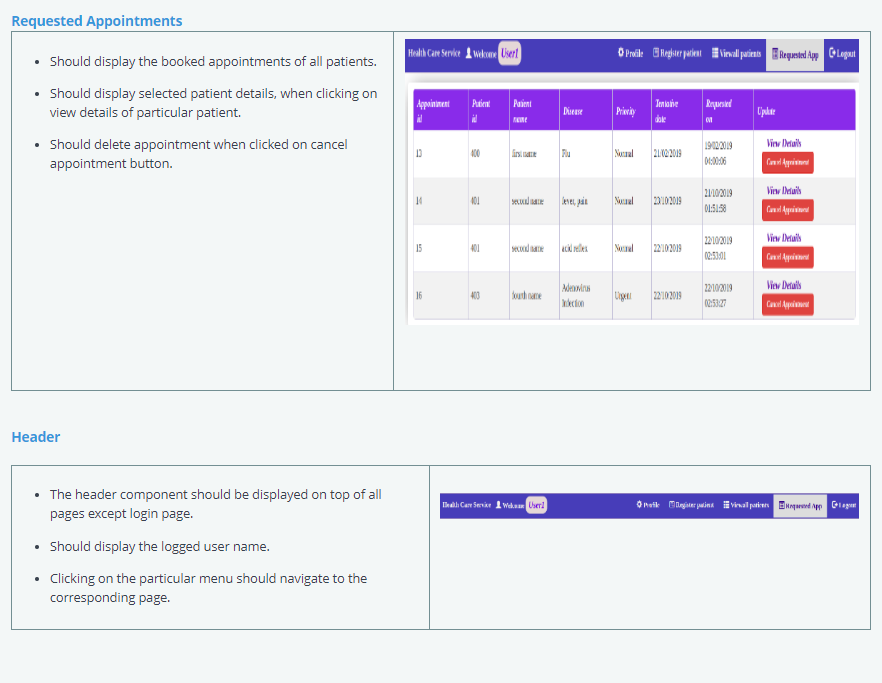 Requested Appointments
Should display the booked appointments of all patients.
Should display selected patient details, when clicking on
view details of particular patient.
Should delete appointment when clicked on cancel
appointment button.
Health Care Service Welcome User1 Profile Register patient Viewall patients Requested App Logout
Appointment id Patient id Patient name Disease Priority Tentative date Requested on Update
13 400 first name Flu Normal 21/02/2019 19/02/2019 04:00:06 View Details Cancel Appointment
14 401 second name fever, pain Normal 23/10/2019 21/10/2019 01:51:58 View Details Cancel Appointment
15 401 second name acid reflex Normal 22/10/2019 22/10/2019 02:53:01 View Details Cancel Appointment
16 403 fourth name Adenovirus Infection Urgent 22/10/2019 22/10/2019 02:53:27 View Details Cancel Appointment
Header
The header component should be displayed on top of all
pages except login page.
Should display the logged user name.
Clicking on the particular menu should navigate to the
corresponding page.
Health Care Service Welcome User1 Profile Register patient Viewall patients Requested App Logout